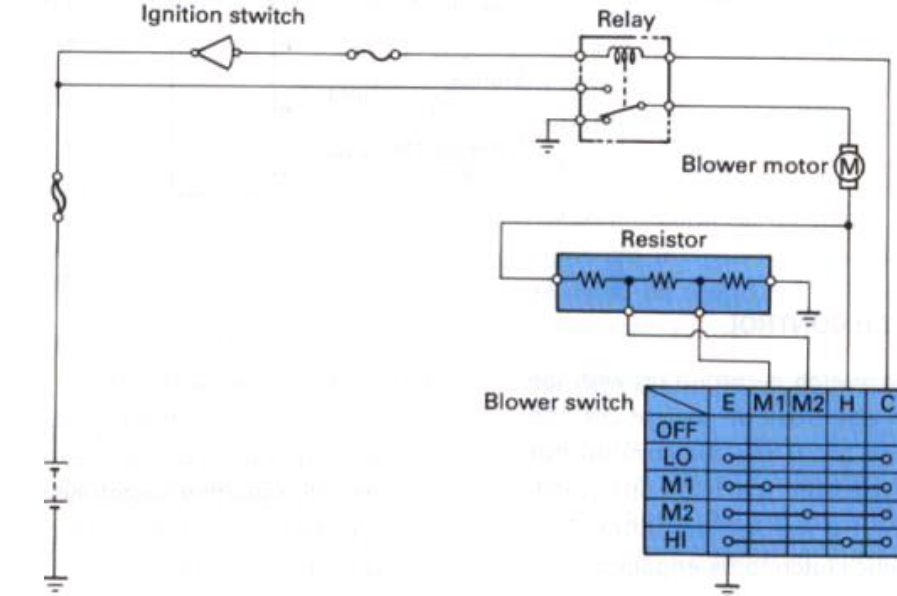 Ignition stwitch
Relay
Blower motor M
Resistor
Blower switch E M1 M2 H C
OFF
LO
M1
M2
HI